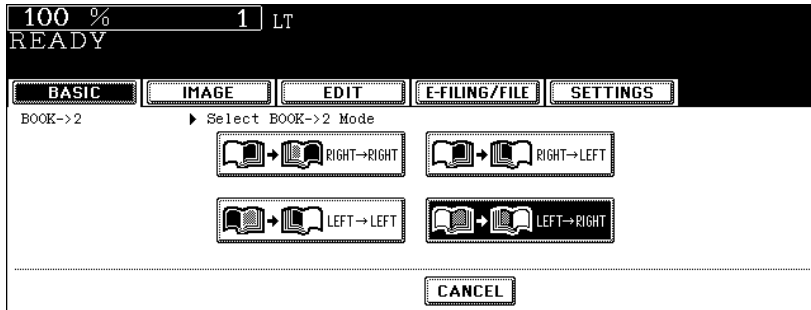 100 % 1 LT
READY
BASIC IMAGE EDIT E-FILING/FILE SETTINGS
BOOK->2 Select BOOK->2 Mode
RIGHT→RIGHT RIGHT→LEFT
LEFT→LEFT LEFT→RIGHT
CANCEL